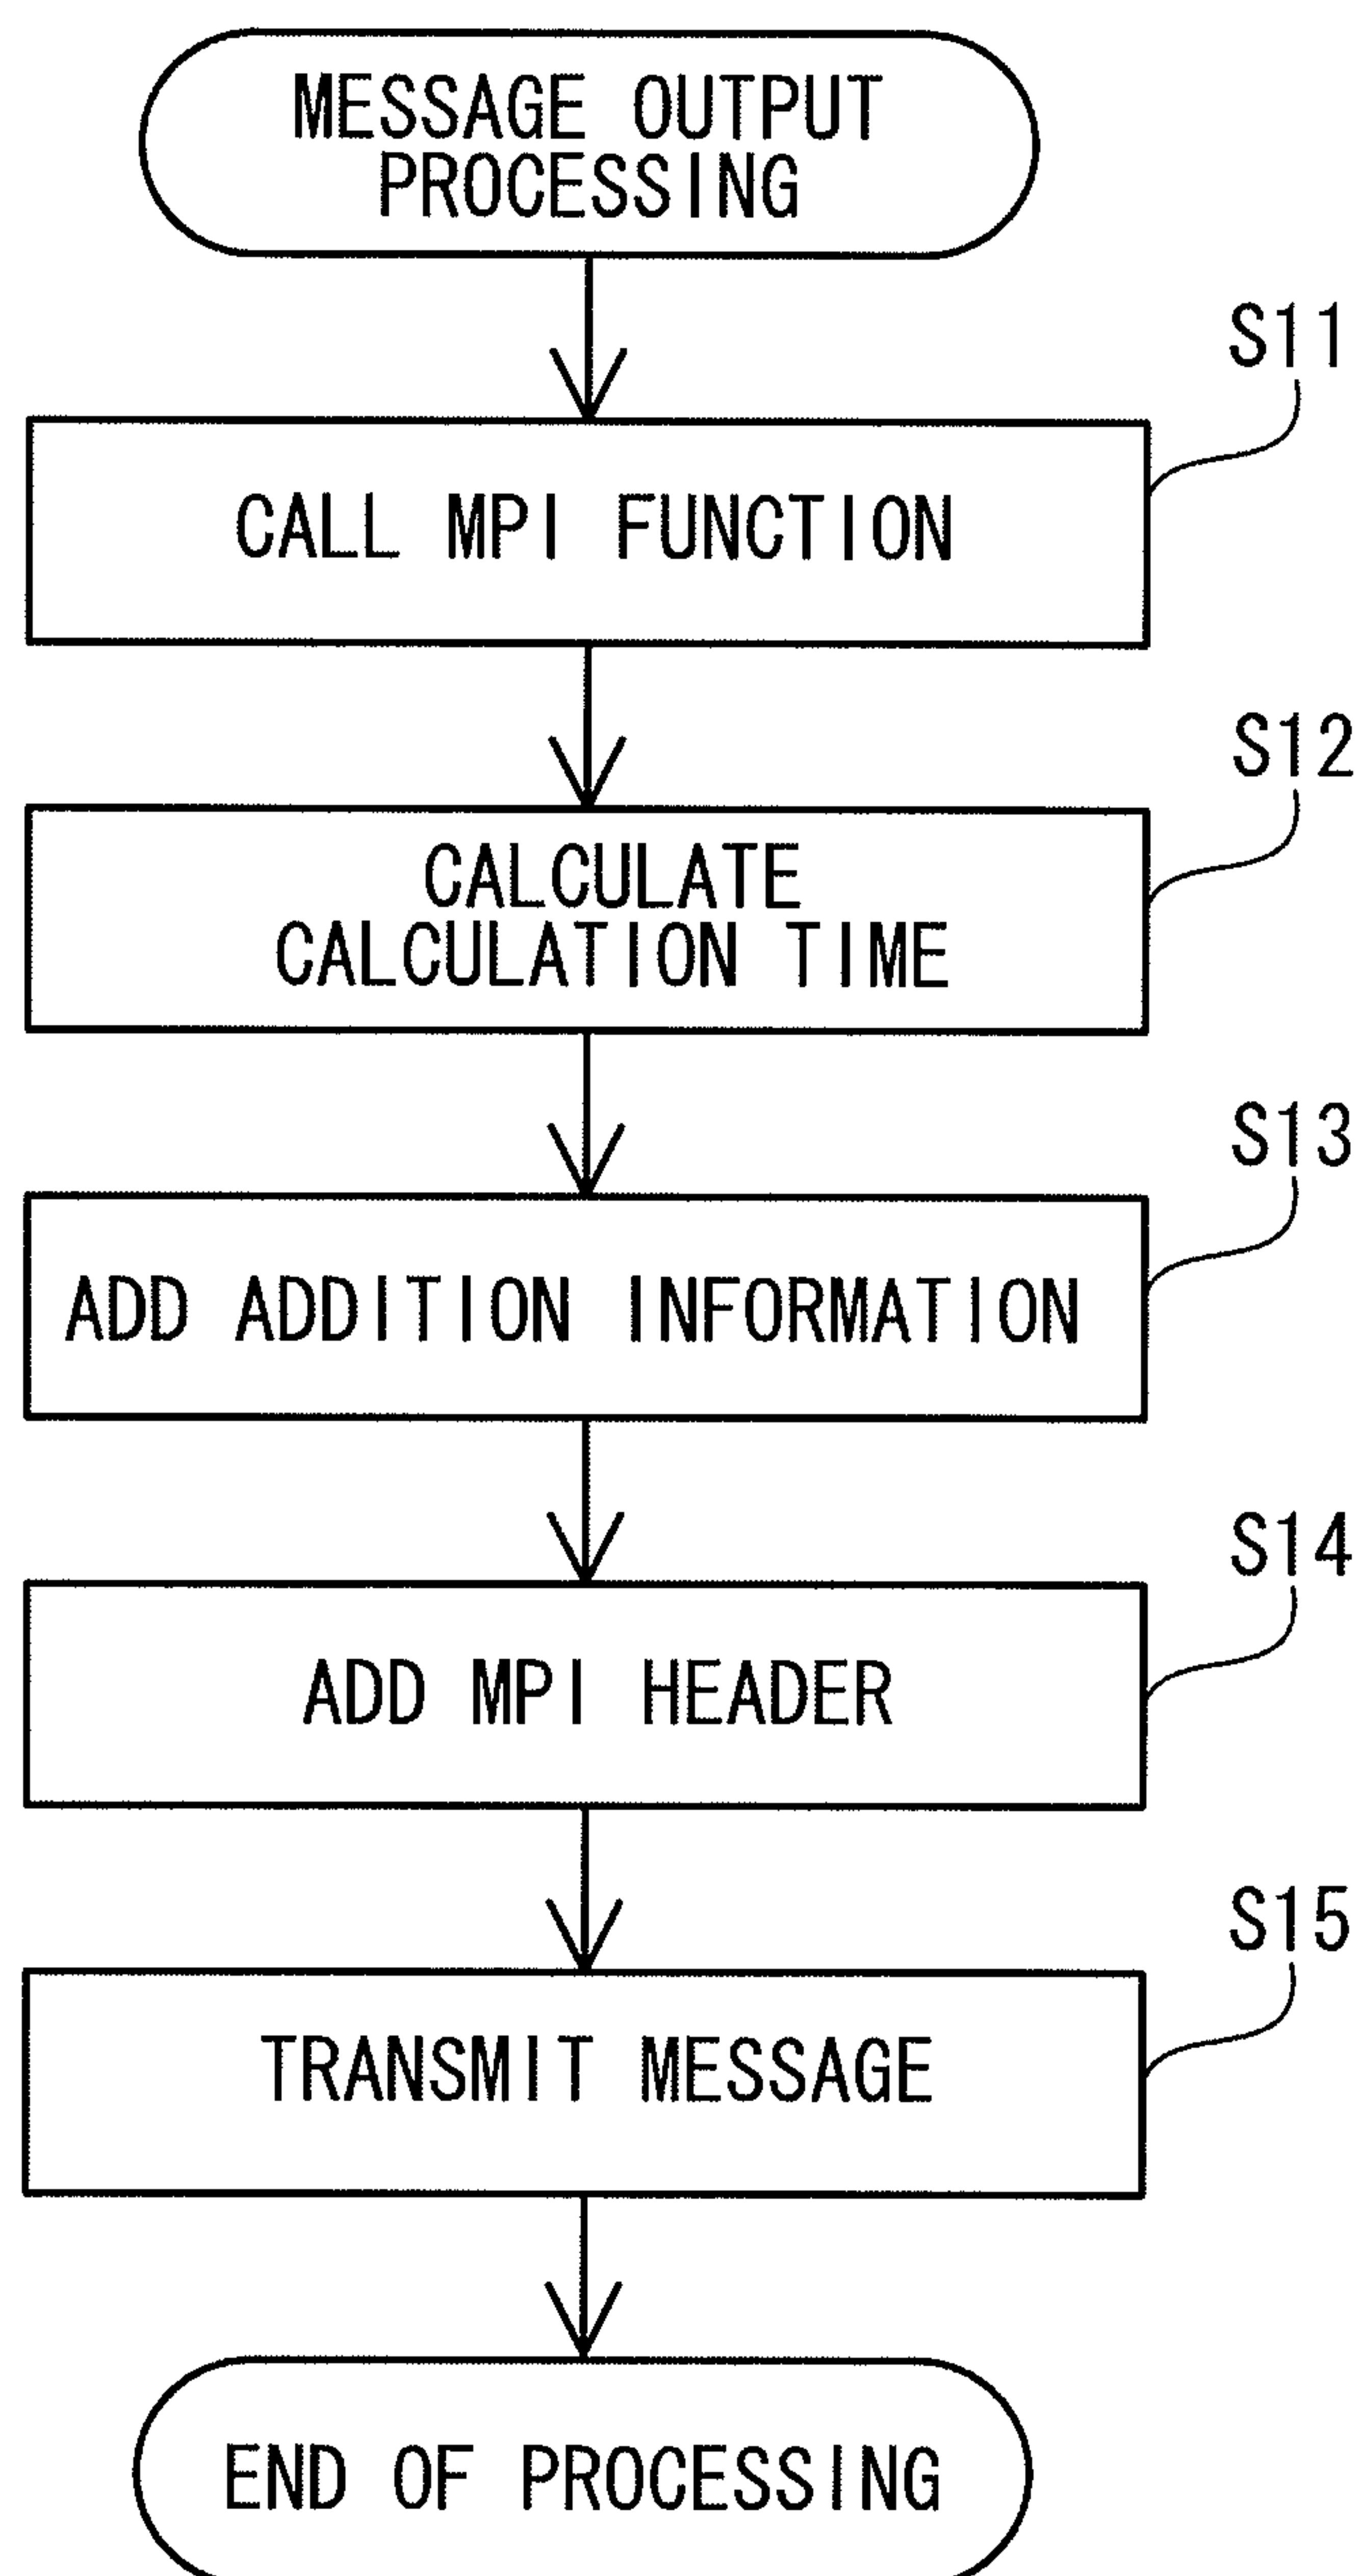 MESSAGE OUTPUT
PROCESSING
S11
CALL MPI FUNCTION
S12
CALCULATE
CALCULATION TIME
S13
ADD ADDITION INFORMATION
S14
ADD MPI HEADER
S15
TRANSMIT MESSAGE
END OF PROCESSING